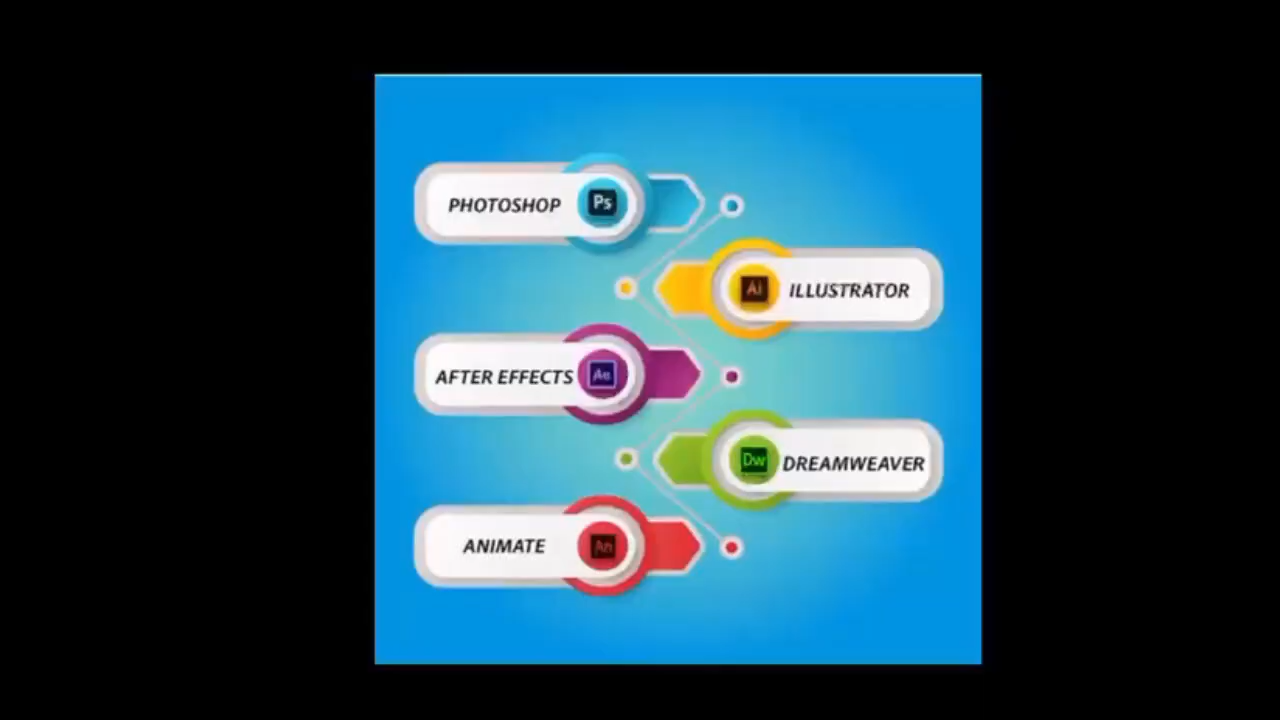 PHOTOSHOP Ps
Ai ILLUSTRATOR
AFTER EFFECTS Ae
Dw DREAMWEAVER
ANIMATE An